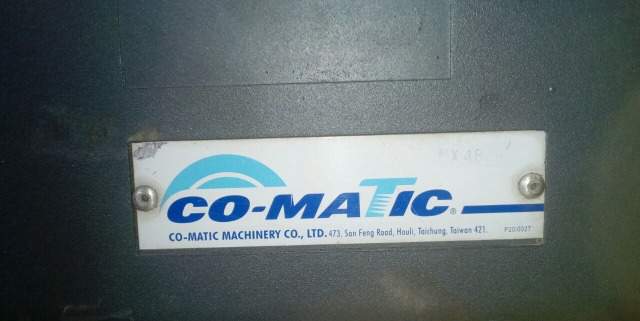 CO-MATIC®
CO-MATIC MACHINERY CO., LTD. 473, San Feng Road, Houli, Taichung, Taiwan 421.